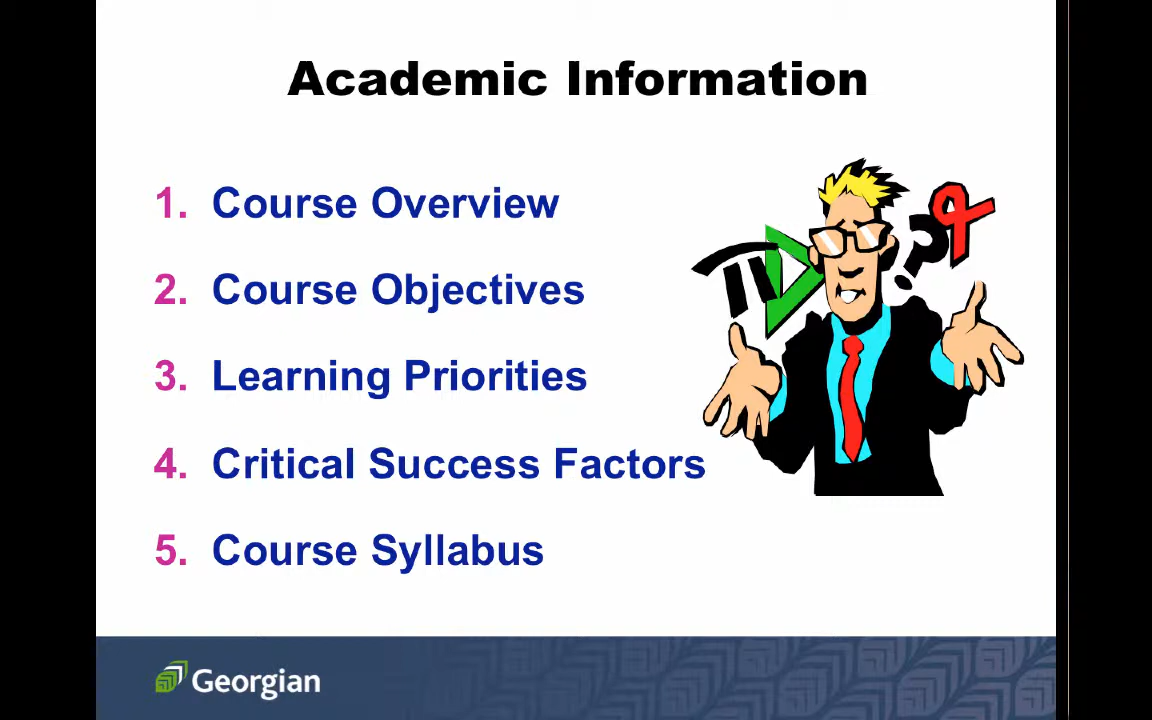 Academic Information
1. Course Overview
2. Course Objectives
3. Learning Priorities
4. Critical Success Factors
5. Course Syllabus
Georgian